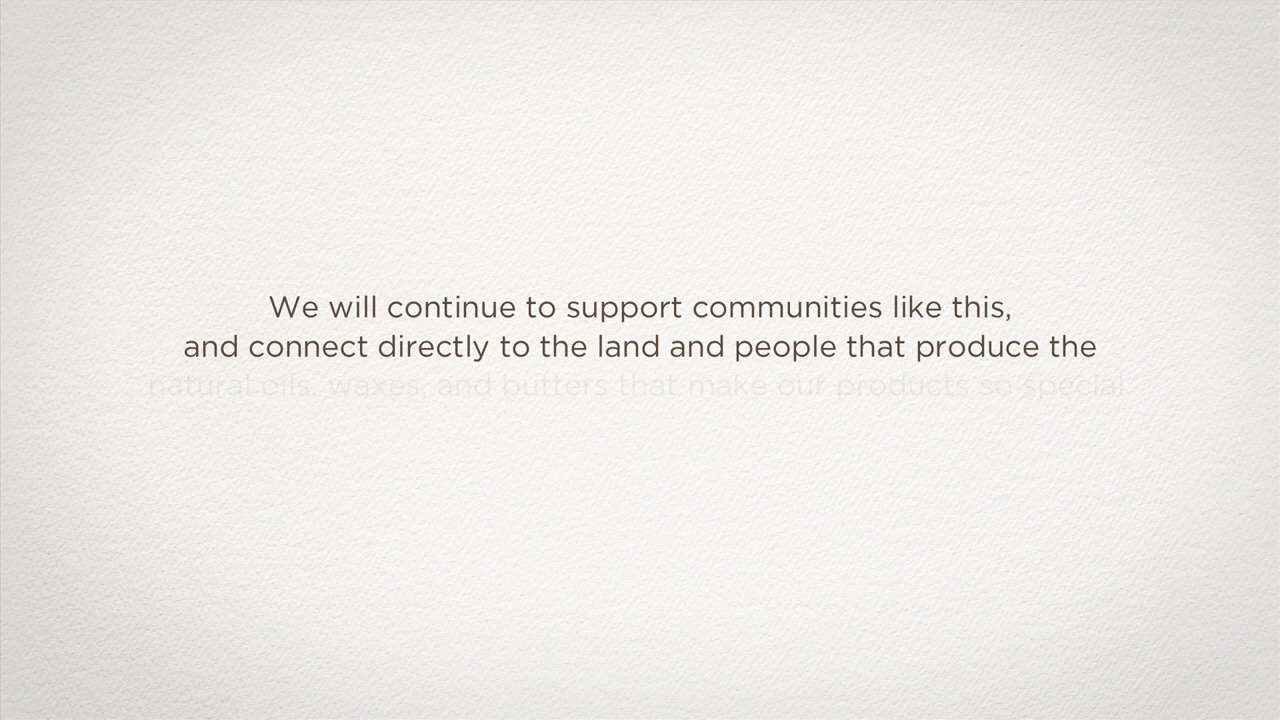 We will continue to support communities like this,
and connect directly to the land and people that produce the
natural oils, waxes, and butters that make our products so special